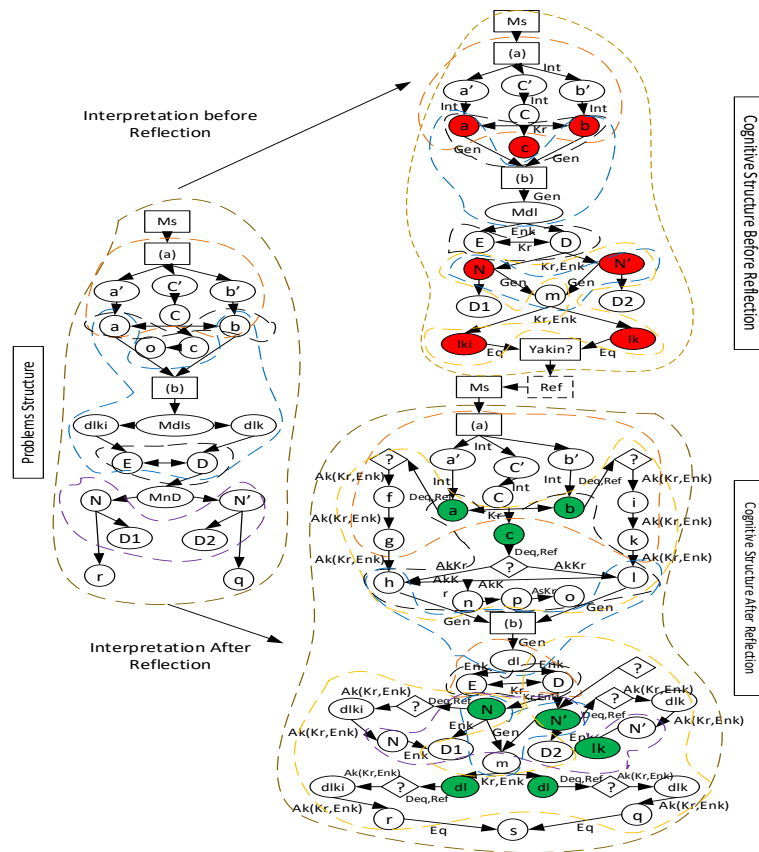 Ms
(a)
Int
a' C' b'
Int Int Int
C
a Kr b
c
Gen Gen
(b)
Gen
Mdl
Enk
E Kr D
N Kr,Enk N'
Gen Gen
D1 m D2
Kr,Enk
lki lk
Eq Yakin? Eq
Ref
Cognitive Structure Before Reflection
Interpretation before
Reflection
Problems Structure
Ms
(a)
a' C' b'
C
a b
o c
(b)
dlki Mdls dlk
E D
N MnD N'
D1 D2
r q
Interpretation After
Reflection
Ms
(a)
Int
? a' C' b' ?
Ak(Kr,Enk) Int Int Int Ak(Kr,Enk)
Deq,Ref C Deq,Ref
f i
a Kr b
Ak(Kr,Enk) Ak(Kr,Enk)
g c k
Deq,Ref
Ak(Kr,Enk) Ak(Kr,Enk)
AkKr ? AkKr
h l
AkK
r
AkK AsKr
n p o
Gen Gen
(b)
Gen
dl
Enk Enk
E Kr D ?
Kr,Enk
Ak(Kr,Enk) Deq,Ref Ak(Kr,Enk)
dlki ? N N' ? dlk
Deq,Ref
Enk Gen Enk Ak(Kr,Enk)
Ak(Kr,Enk)
N Enk D1 D2 lk N'
m
Kr,Enk
Ak(Kr,Enk) Deq,Ref Ak(Kr,Enk)
dlki ? dl dl ? dlk
Deq,Ref
Ak(Kr,Enk) Ak(Kr,Enk)
r Eq s Eq q
Cognitive Structure After Reflection